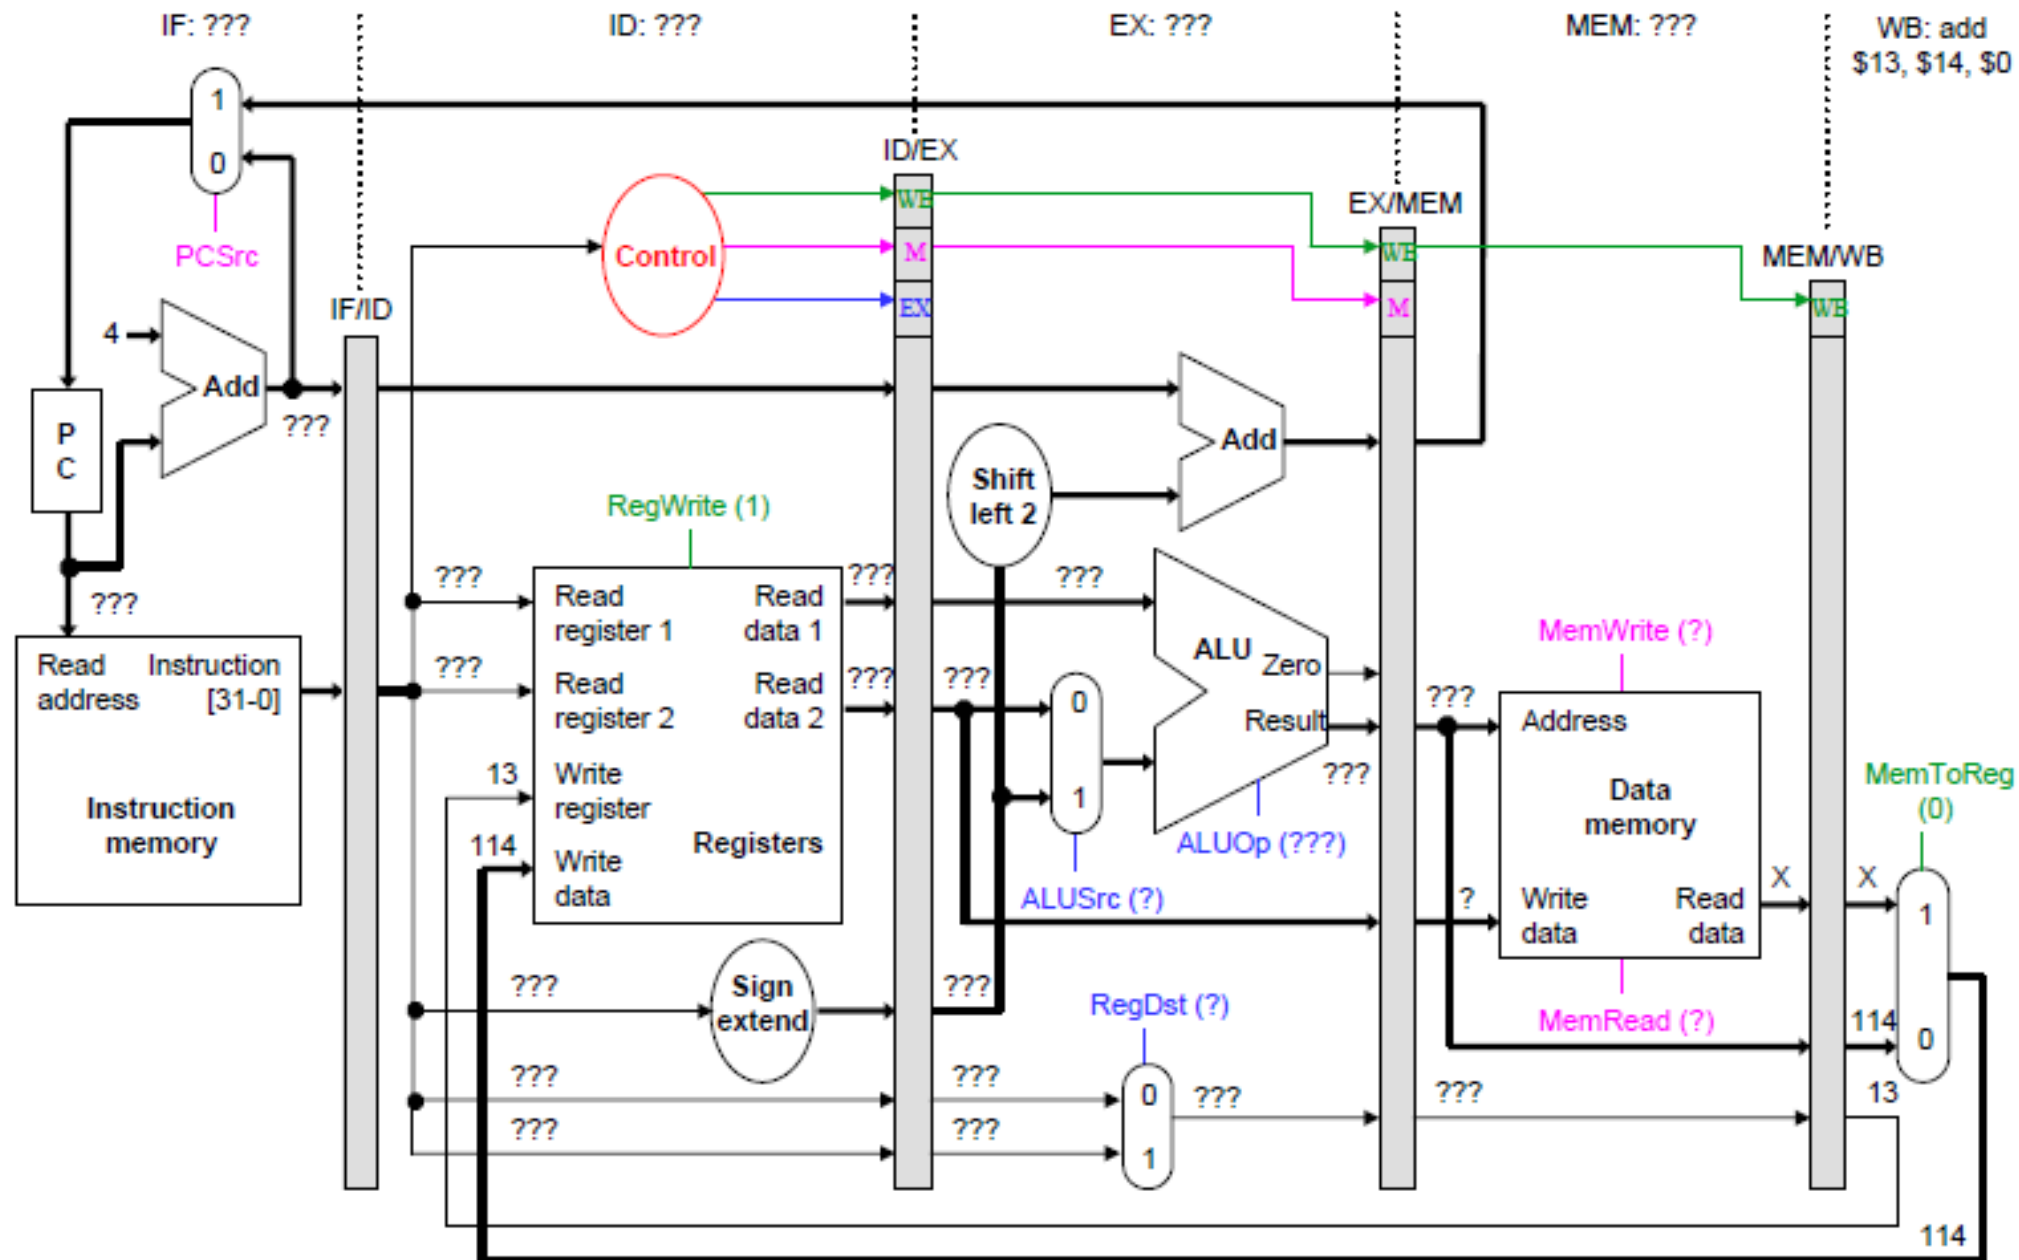 IF: ???
ID: ???
EX: ???
MEM: ???
WB: add
$13, $14, $0
1
0
PCSrc
ID/EX
WB
M
EX
Control
EX/MEM
WB
M
MEM/WB
WB
IF/ID
4
Add
???
P
C
???
Add
Shift
left 2
RegWrite (1)
???
???
Read
register 1
Read
data 1
???
Read
register 2
Read
data 2
???
13
Write
register
114
Write
data
Registers
???
???
0
1
ALUSrc (?)
ALU
Zero
Result
???
ALUOp (???)
Read
address
Instruction
[31-0]
Instruction
memory
MemWrite (?)
???
Address
Data
memory
?
Write
data
Read
data
MemRead (?)
X
X
MemToReg
(0)
1
0
114
13
???
Sign
extend
???
RegDst (?)
???
???
???
???
0
1
???
???
114